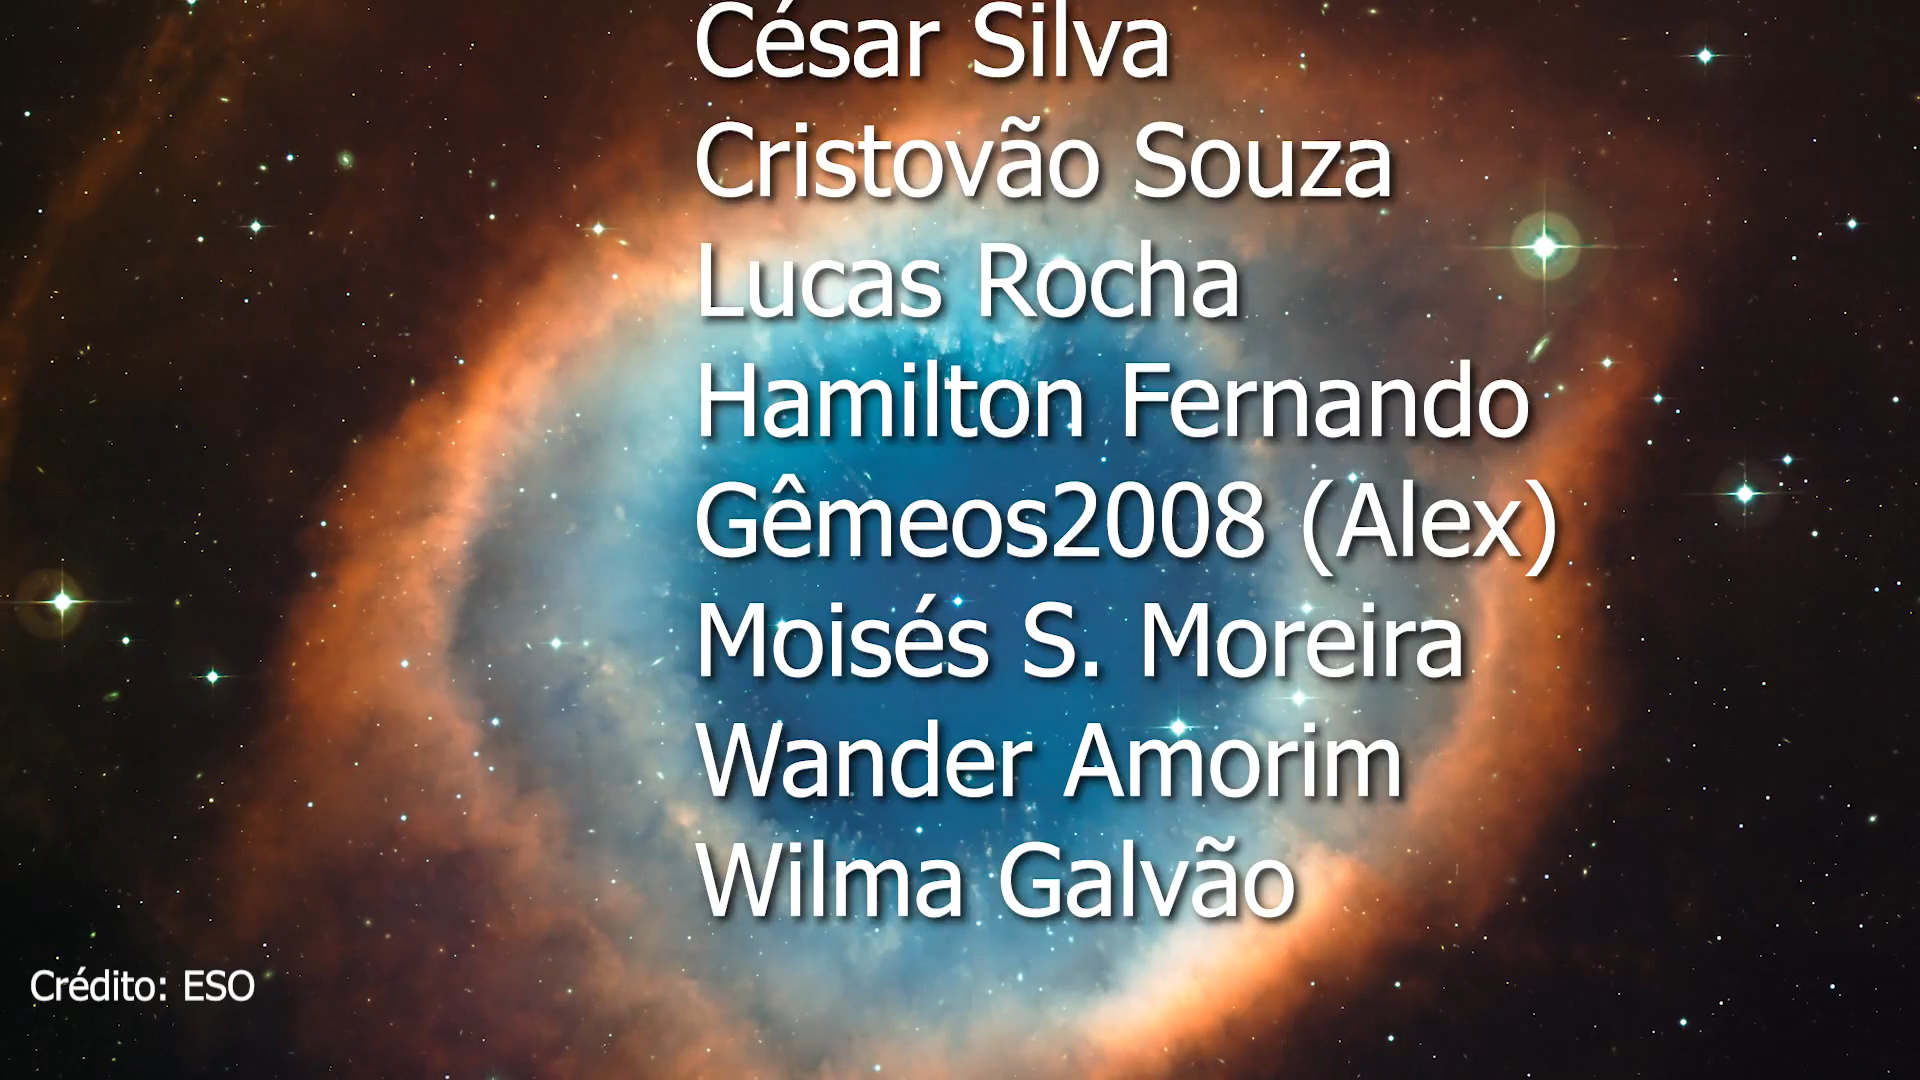 César Silva
Cristovão Souza
Lucas Rocha
Hamilton Fernando
Gêmeos2008 (Alex)
Moisés S. Moreira
Wander Amorim
Wilma Galvão
Crédito: ESO